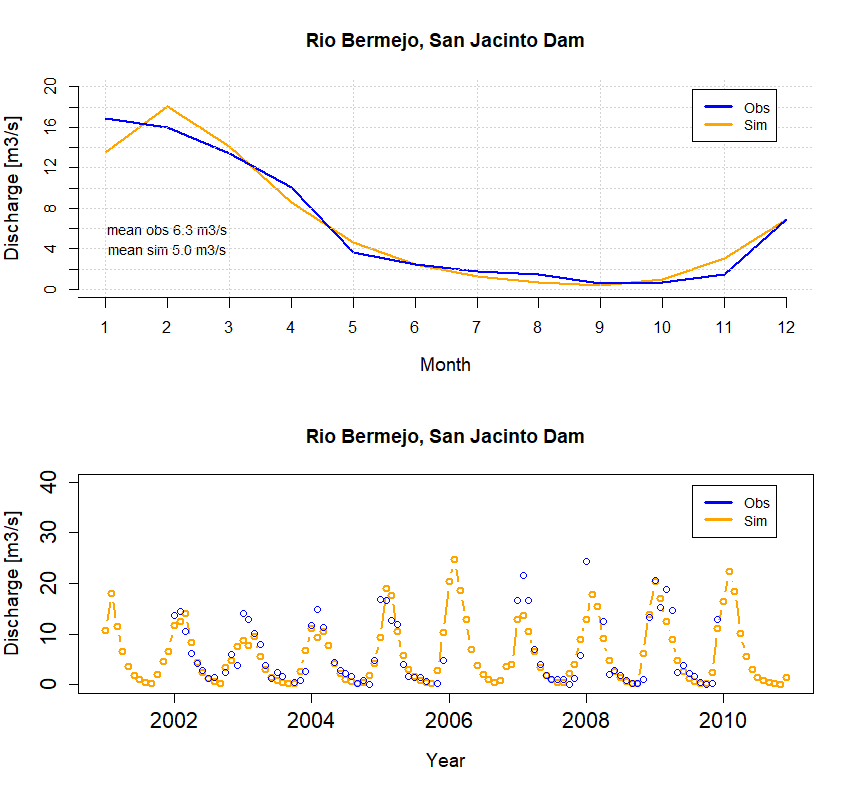 Rio Bermejo, San Jacinto Dam
Discharge [m3/s]
20
16
12
8
4
0
Obs
Sim
mean obs 6.3 m3/s
mean sim 5.0 m3/s
1 2 3 4 5 6 7 8 9 10 11 12
Month
Rio Bermejo, San Jacinto Dam
Discharge [m3/s]
40
30
20
10
0
Obs
Sim
2002 2004 2006 2008 2010
Year